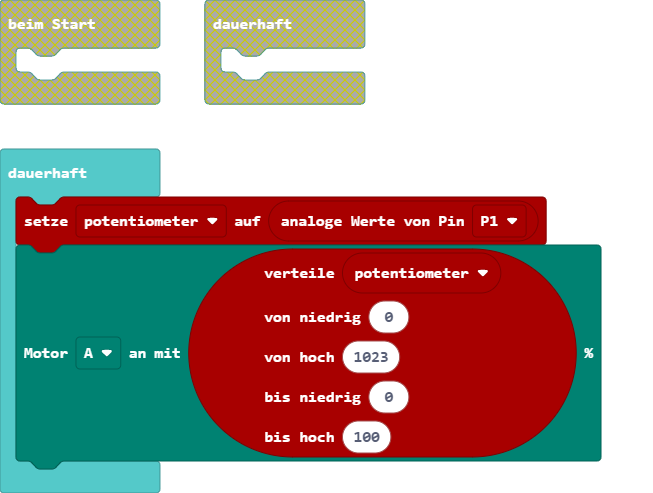 beim Start
dauerhaft
dauerhaft
setze potentiometer auf analoge Werte von Pin P1
verteile potentiometer
von niedrig 0
von hoch 1023
Motor A an mit %
bis niedrig 0
bis hoch 100